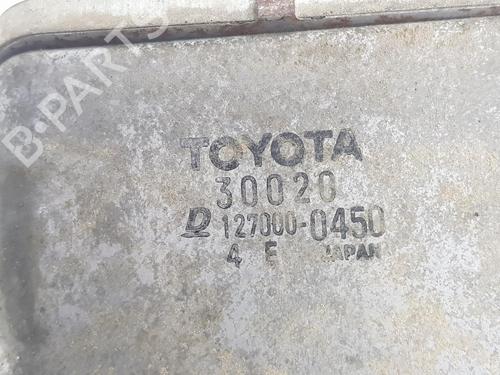 B-PARTS
TOYOTA
30020
D 127000-0450
4 E JAPAN